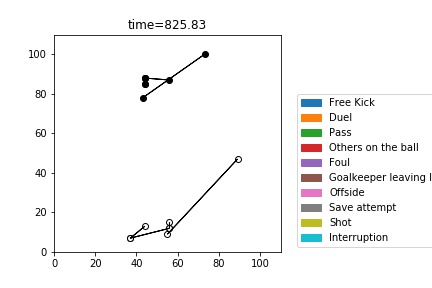 time=825.83
100
80
60
40
20
0
0 20 40 60 80 100
Free Kick
Duel
Pass
Others on the ball
Foul
Goalkeeper leaving l
Offside
Save attempt
Shot
Interruption